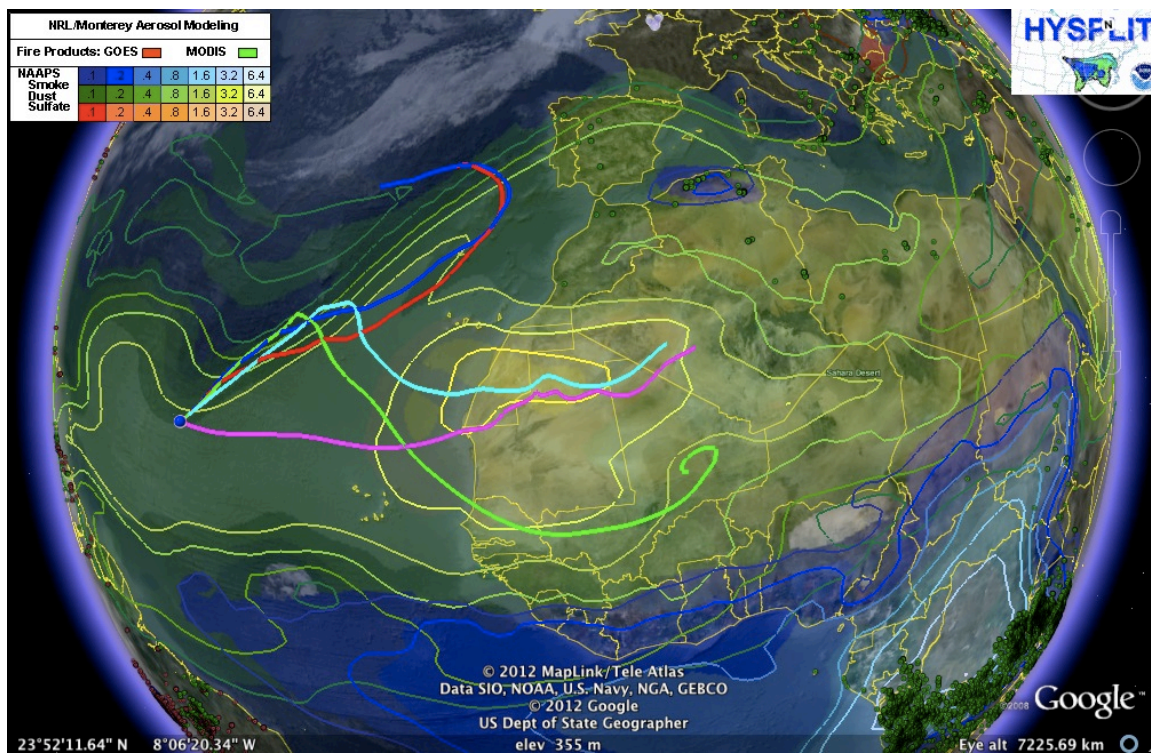 NRL/Monterey Aerosol Modeling
Fire Products: GOES MODIS
NAAPS
Smoke .1 .2 .4 .8 1.6 3.2 6.4
Dust .1 .2 .4 .8 1.6 3.2 6.4
Sulfate .1 .2 .4 .8 1.6 3.2 6.4
HYSPLIT
N
NOAA
Sahara Desert
© 2012 MapLink/Tele Atlas
Data SIO, NOAA, U.S. Navy, NGA, GEBCO
© 2012 Google
US Dept of State Geographer
©2008 Google™
23°52'11.64" N 8°06'20.34" W elev 355 m Eye alt 7225.69 km